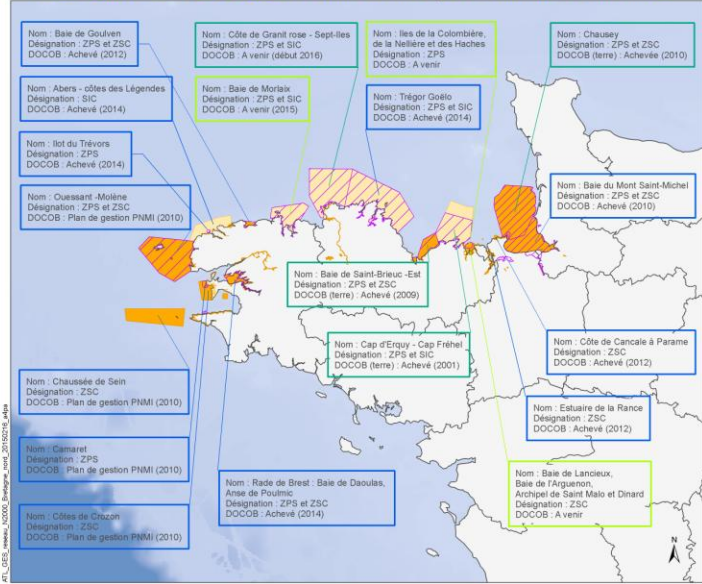 Nom : Baie de Goulven
Désignation : ZPS et ZSC
DOCOB : Achevé (2012)
Nom : Côte de Granit rose - Sept-Iles
Désignation : ZPS et SIC
DOCOB : A venir (début 2016)
Nom : Iles de la Colombière,
de la Nellière et des Haches
Désignation : ZPS
DOCOB : A venir
Nom : Chausey
Désignation : ZPS et ZSC
DOCOB (terre) : Achevée (2010)
Nom : Abers - côtes des Légendes
Désignation : SIC
DOCOB : Achevé (2014)
Nom : Baie de Morlaix
Désignation : ZPS et SIC
DOCOB : A venir (2015)
Nom : Trégor Goëlo
Désignation : ZPS et SIC
DOCOB : Achevé (2014)
Nom : Ilot du Trévors
Désignation : ZPS
DOCOB : Achevé (2014)
Nom : Ouessant -Molène
Désignation : ZPS et ZSC
DOCOB : Plan de gestion PNMI (2010)
Nom : Baie du Mont Saint-Michel
Désignation : ZPS et ZSC
DOCOB : Achevé (2010)
Nom : Baie de Saint-Brieuc -Est
Désignation : ZPS et ZSC
DOCOB (terre) : Achevé (2009)
Nom : Cap d'Erquy - Cap Fréhel
Désignation : ZPS et SIC
DOCOB (terre) : Achevé (2001)
Nom : Côte de Cancale à Parame
Désignation : ZSC
DOCOB : Achevé (2012)
Nom : Chaussée de Sein
Désignation : ZSC
DOCOB : Plan de gestion PNMI (2010)
Nom : Estuaire de la Rance
Désignation : ZSC
DOCOB : Achevé (2012)
Nom : Camaret
Désignation : ZPS
DOCOB : Plan de gestion PNMI (2010)
Nom : Rade de Brest : Baie de Daoulas,
Anse de Poulmic
Désignation : ZPS et ZSC
DOCOB : Achevé (2014)
Nom : Baie de Lancieux,
Baie de l'Arguenon,
Archipel de Saint Malo et Dinard
Désignation : ZSC
DOCOB : A venir
Nom : Côtes de Crozon
Désignation : ZSC
DOCOB : Plan de gestion PNMI (2010)
N
ATL_GES_reseau_N2000_Bretagne_nord_20150216_a4pa